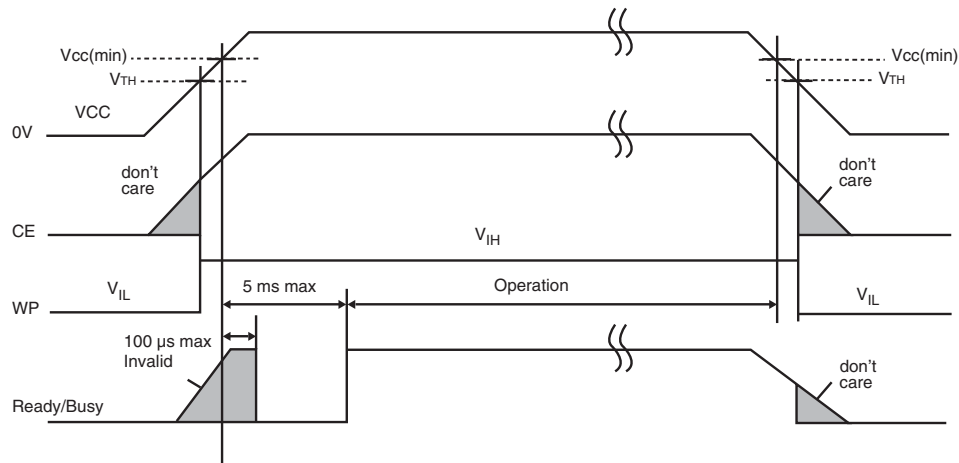 Vcc(min)
VTH
VCC
0V
Vcc(min)
VTH
don't
care
don't
care
CE
VIH
5 ms max
Operation
VIL
WP
VIL
100 µs max
Invalid
don't
care
Ready/Busy